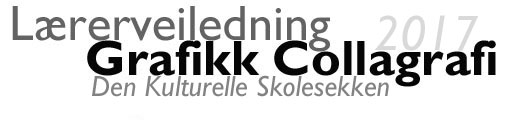 Lærerveiledning 2017
Grafikk Collagrafi
Den Kulturelle Skolesekken